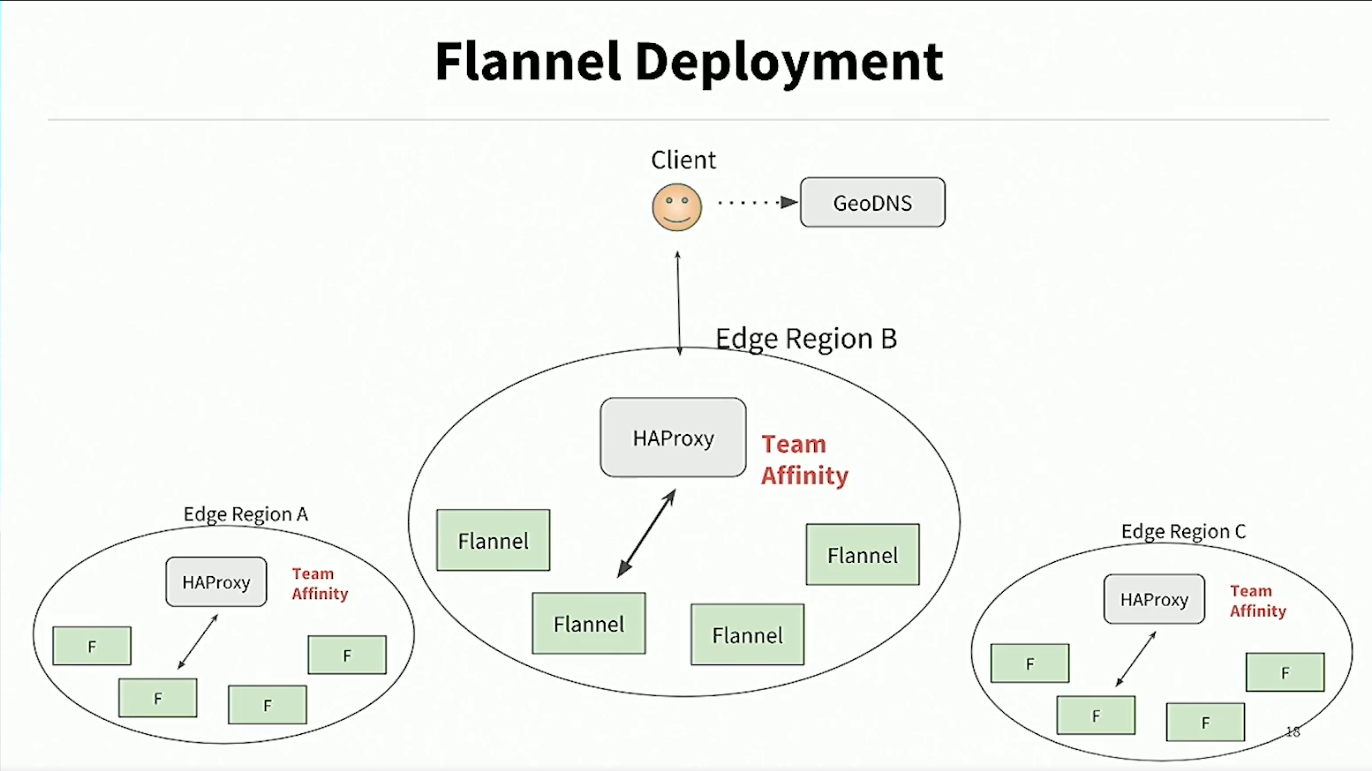 Flannel Deployment
Client
GeoDNS
Edge Region B
HAProxy
Team
Affinity
Flannel
Flannel
Flannel
Flannel
Edge Region A
HAProxy
Team
Affinity
F
F
F
F
Edge Region C
HAProxy
Team
Affinity
F
F
F
F
18